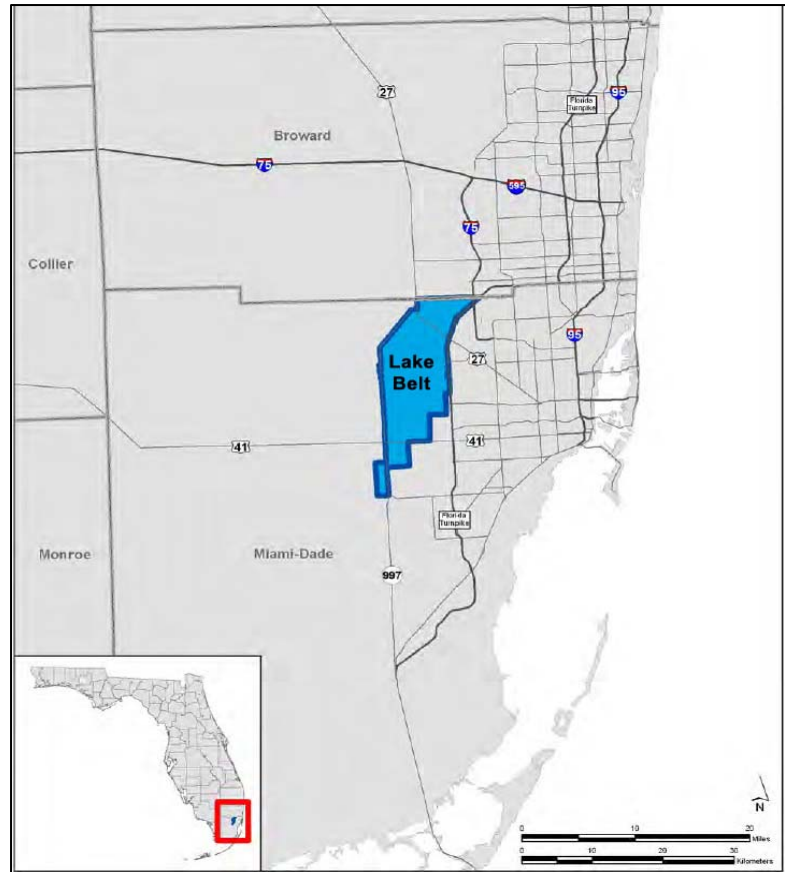 27
95
Florida
Turnpike
Broward
75
595
75
Collier
95
Lake
Belt
27
41
41
Florida
Turnpike
Monroe
Miami-Dade
997
N
0
10
20
Miles
0
10
20
30
Kilometers